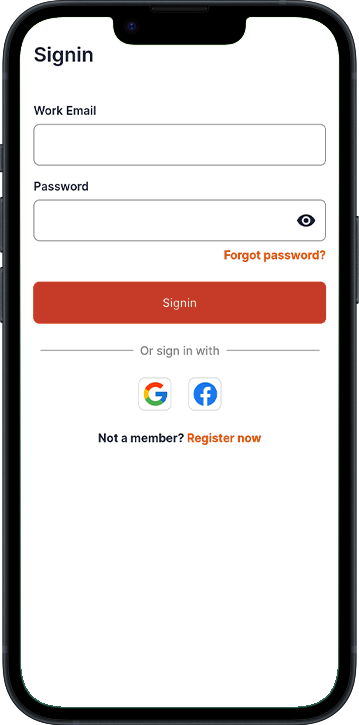 Signin
Work Email
Password
Forgot password?
Signin
Or sign in with
Not a member? Register now